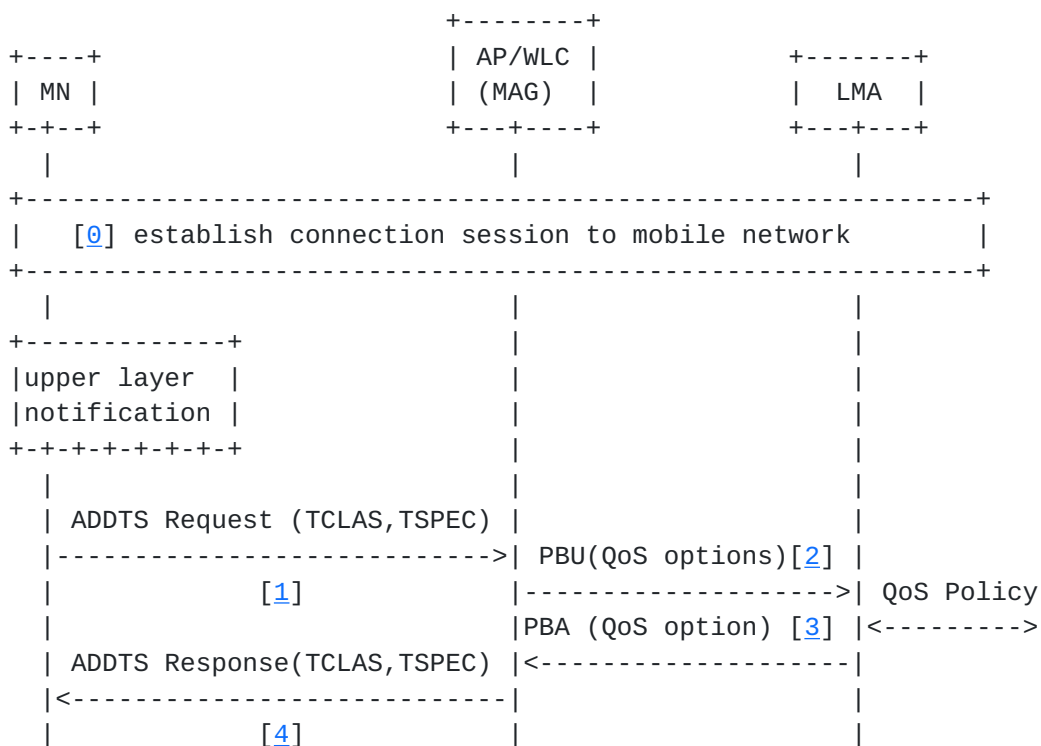 +--------+
+----+                      | AP/WLC |            +-------+
| MN |                      | (MAG)  |            |  LMA  |
+-+--+                      +---+----+            +---+---+
  |                             |                     |
+-------------------------------------------------------------+
|   [0] establish connection session to mobile network        |
+-------------------------------------------------------------+
  |                             |                     |
+-------------+                 |                     |
|upper layer  |                 |                     |
|notification |                 |                     |
+-+-+-+-+-+-+-+                 |                     |
  |                             |                     |
  | ADDTS Request (TCLAS,TSPEC) |                     |
  |---------------------------->| PBU(QoS options)[2] |
  |             [1]             |-------------------->| QoS Policy
  |                             |PBA (QoS option) [3] |<--------->
  | ADDTS Response(TCLAS,TSPEC) |<--------------------|
  |<----------------------------|                     |
  |             [4]             |                     |